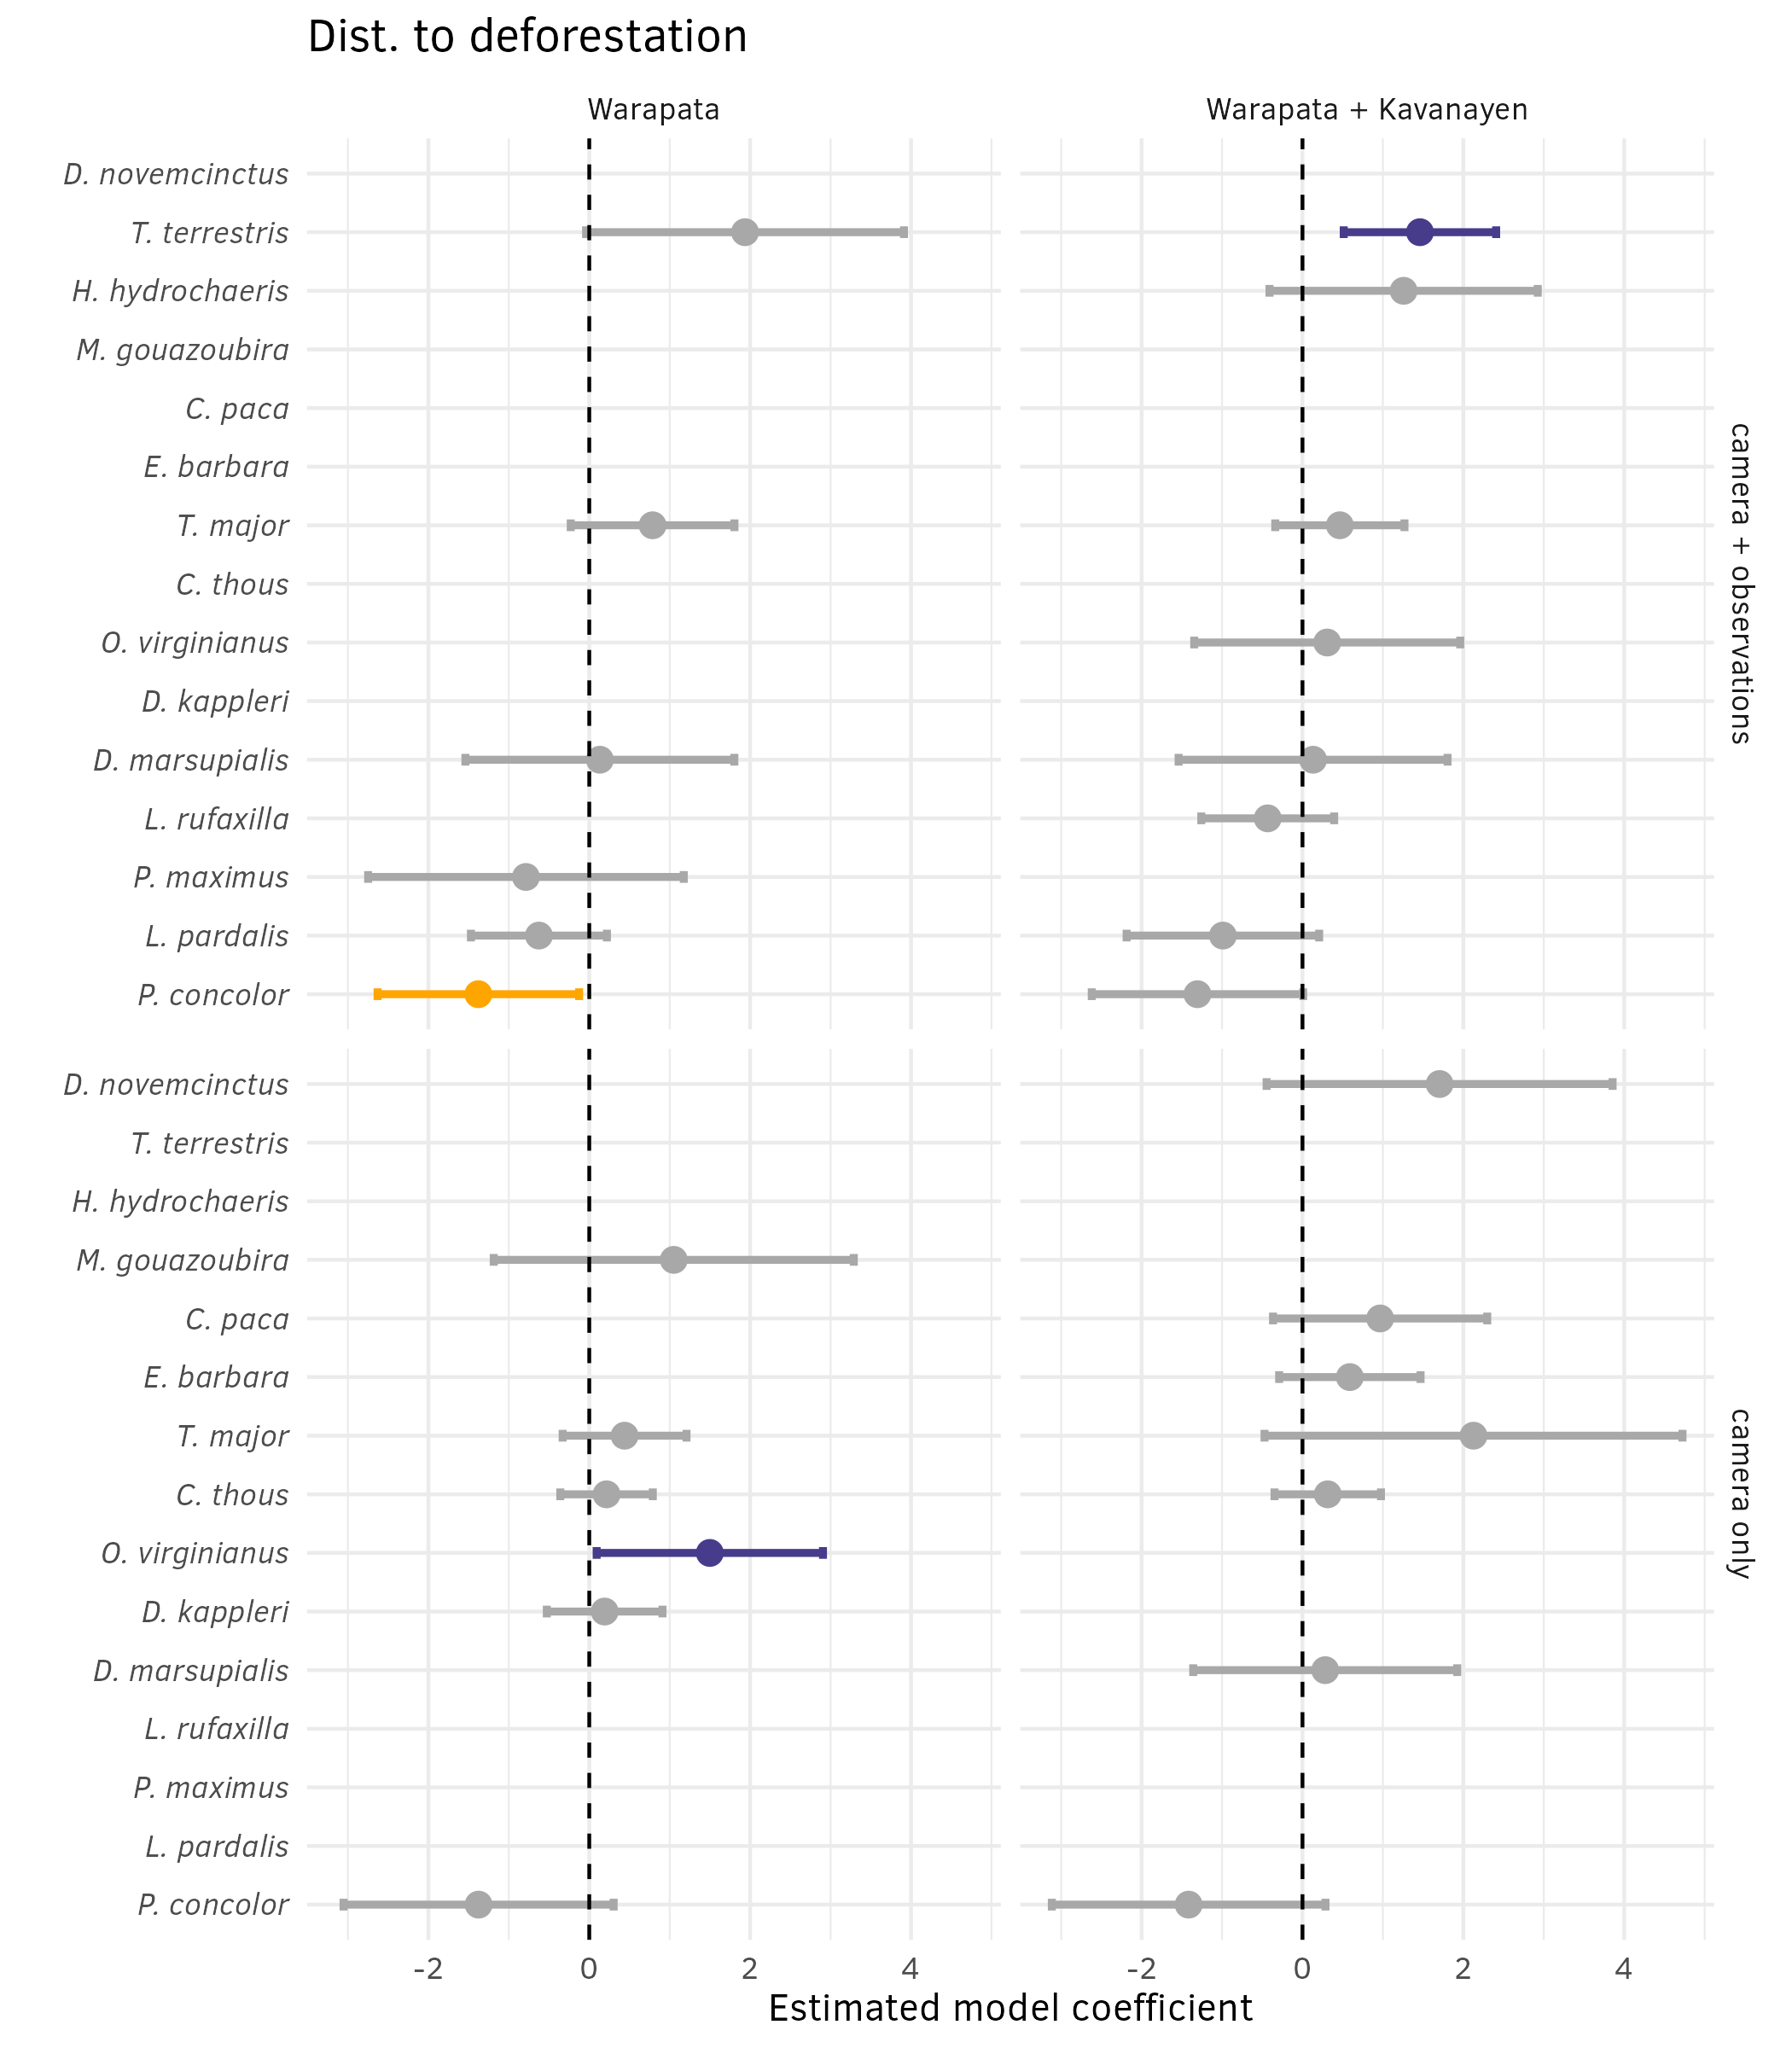 Dist. to deforestation
Warapata
Warapata + Kavanayen
D. novemcinctus
T. terrestris
H. hydrochaeris
M. gouazoubira
C. paca
E. barbara
T. major
C. thous
O. virginianus
D. kappleri
D. marsupialis
L. rufaxilla
P. maximus
L. pardalis
P. concolor
camera + observations
D. novemcinctus
T. terrestris
H. hydrochaeris
M. gouazoubira
C. paca
E. barbara
T. major
C. thous
O. virginianus
D. kappleri
D. marsupialis
L. rufaxilla
P. maximus
L. pardalis
P. concolor
camera only
-2 0 2 4
-2 0 2 4
Estimated model coefficient